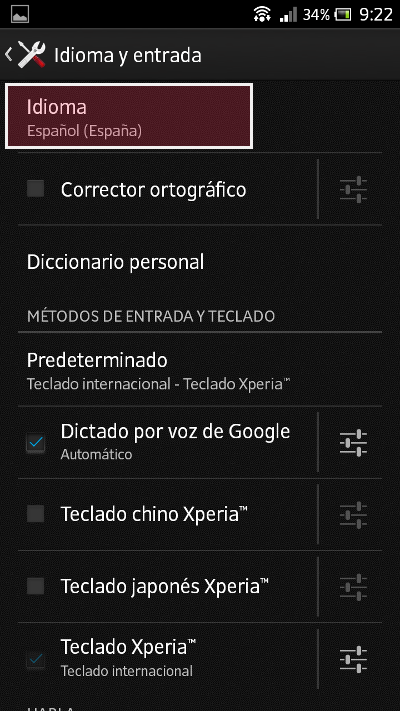 34% 9:22
Idioma y entrada
Idioma
Español (España)
Corrector ortográfico
Diccionario personal
MÉTODOS DE ENTRADA Y TECLADO
Predeterminado
Teclado internacional - Teclado Xperia™
Dictado por voz de Google
Automático
Teclado chino Xperia™
Teclado japonés Xperia™
Teclado Xperia™
Teclado internacional
HABLA